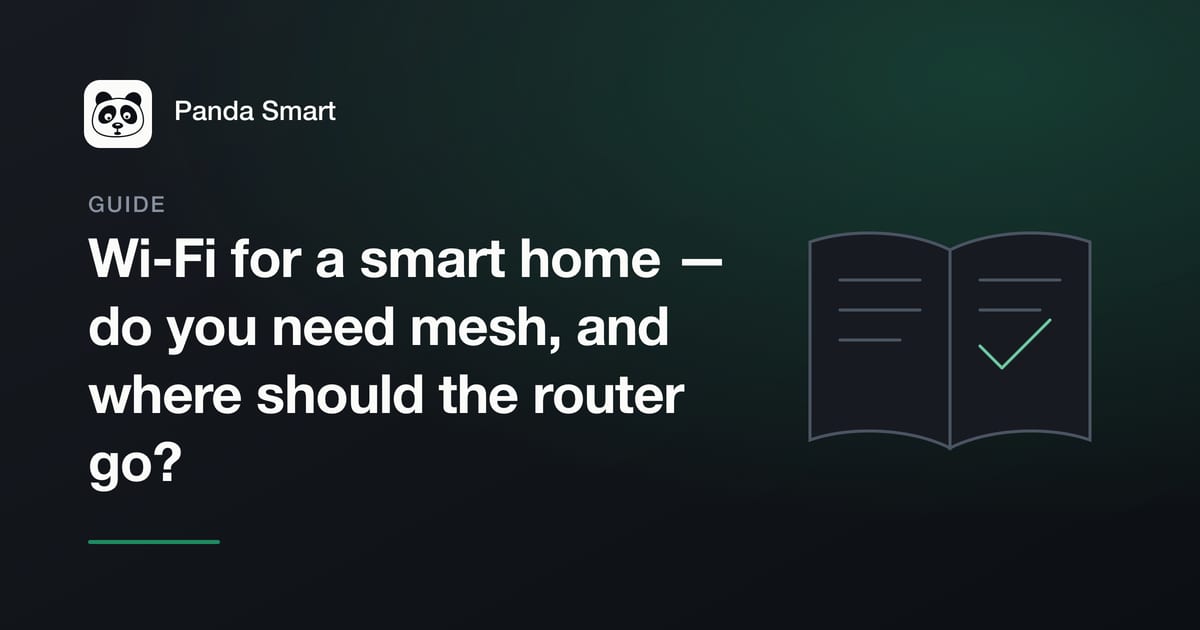 Panda Smart
GUIDE
Wi-Fi for a smart home —
do you need mesh, and
where should the router
go?